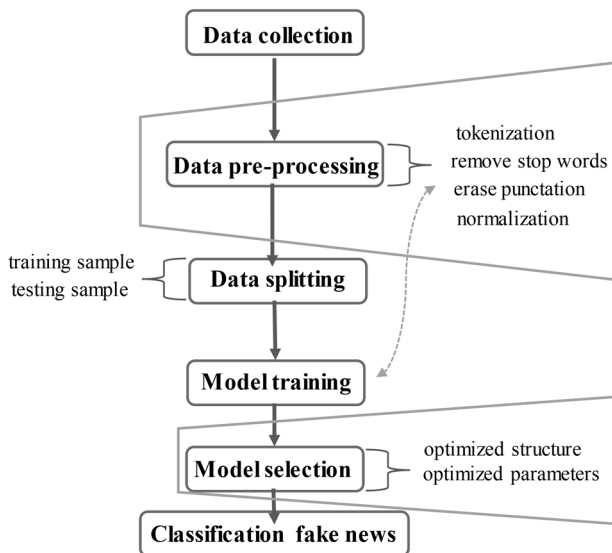 Data collection
tokenization
Data pre-processing
remove stop words
erase punctation
normalization
training sample
testing sample
Data splitting
Model training
Model selection
optimized structure
optimized parameters
Classification fake news